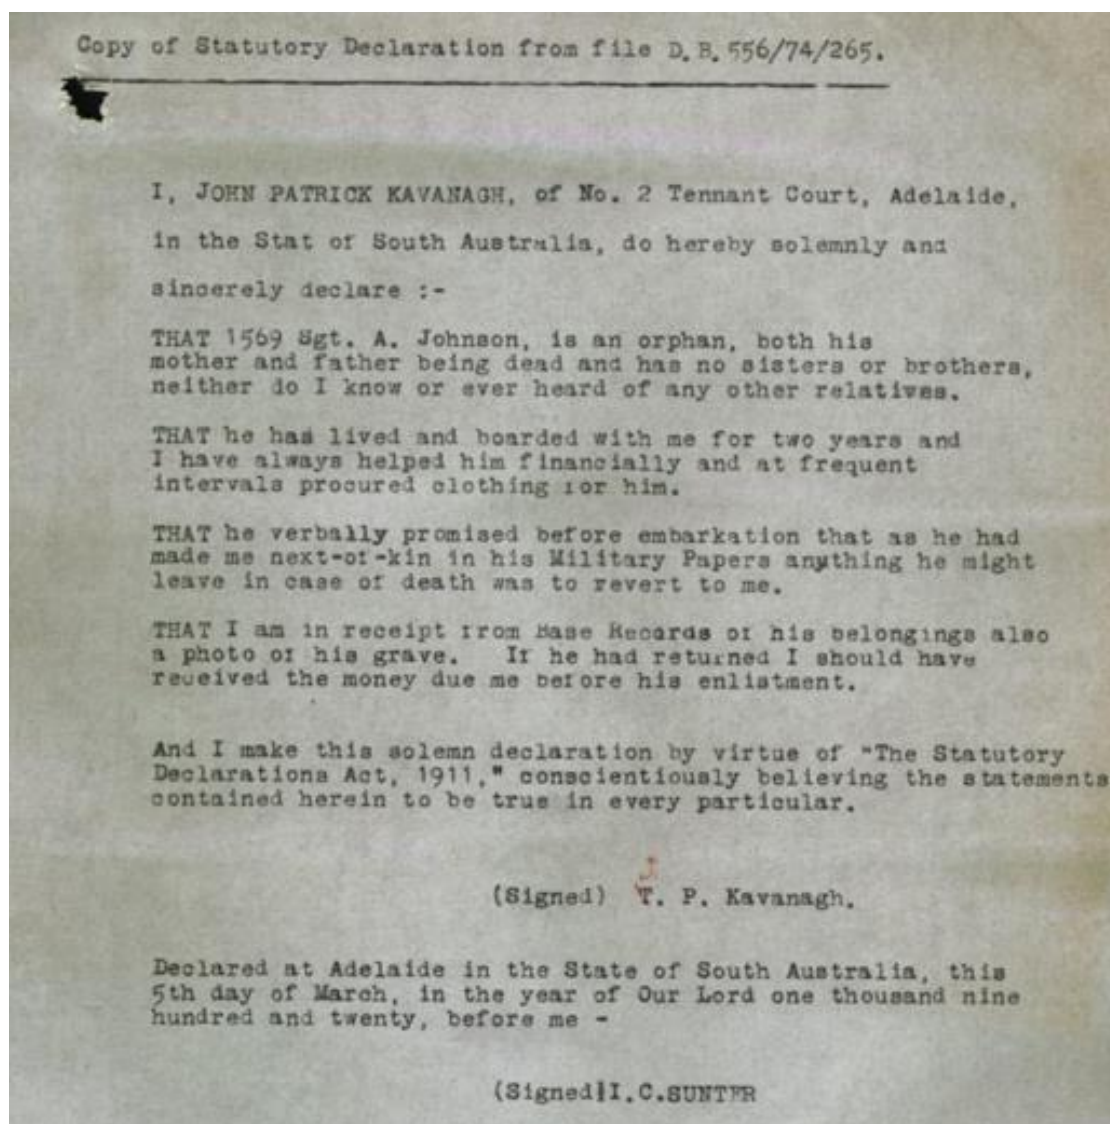 Copy of Statutory Declaration from file D.B.556/74/265.
I, JOHN PATRICK KAVANAGH, of No. 2 Tennant Court, Adelaide,
in the Stat of South Australia, do hereby solemnly and
sincerely declare :-
THAT 1569 Sgt. A. Johnson, is an orphan, both his
mother and father being dead and has no sisters or brothers,
neither do I know or ever heard of any other relatives.
THAT he has lived and boarded with me for two years and
I have always helped him financially and at frequent
intervals procured clothing for him.
THAT he verbally promised before embarkation that as he had
made me next-of-kin in his Military Papers anything he might
leave in case of death was to revert to me.
THAT I am in receipt from Base Records of his belongings also
a photo of his grave. If he had returned I should have
received the money due me before his enlistment.
And I make this solemn declaration by virtue of "The Statutory
Declarations Act, 1911," conscientiously believing the statements
contained herein to be true in every particular.
J
(Signed) T. P. Kavanagh.
Declared at Adelaide in the State of South Australia, this
5th day of March, in the year of Our Lord one thousand nine
hundred and twenty, before me -
(Signed)I.C.SUNTER